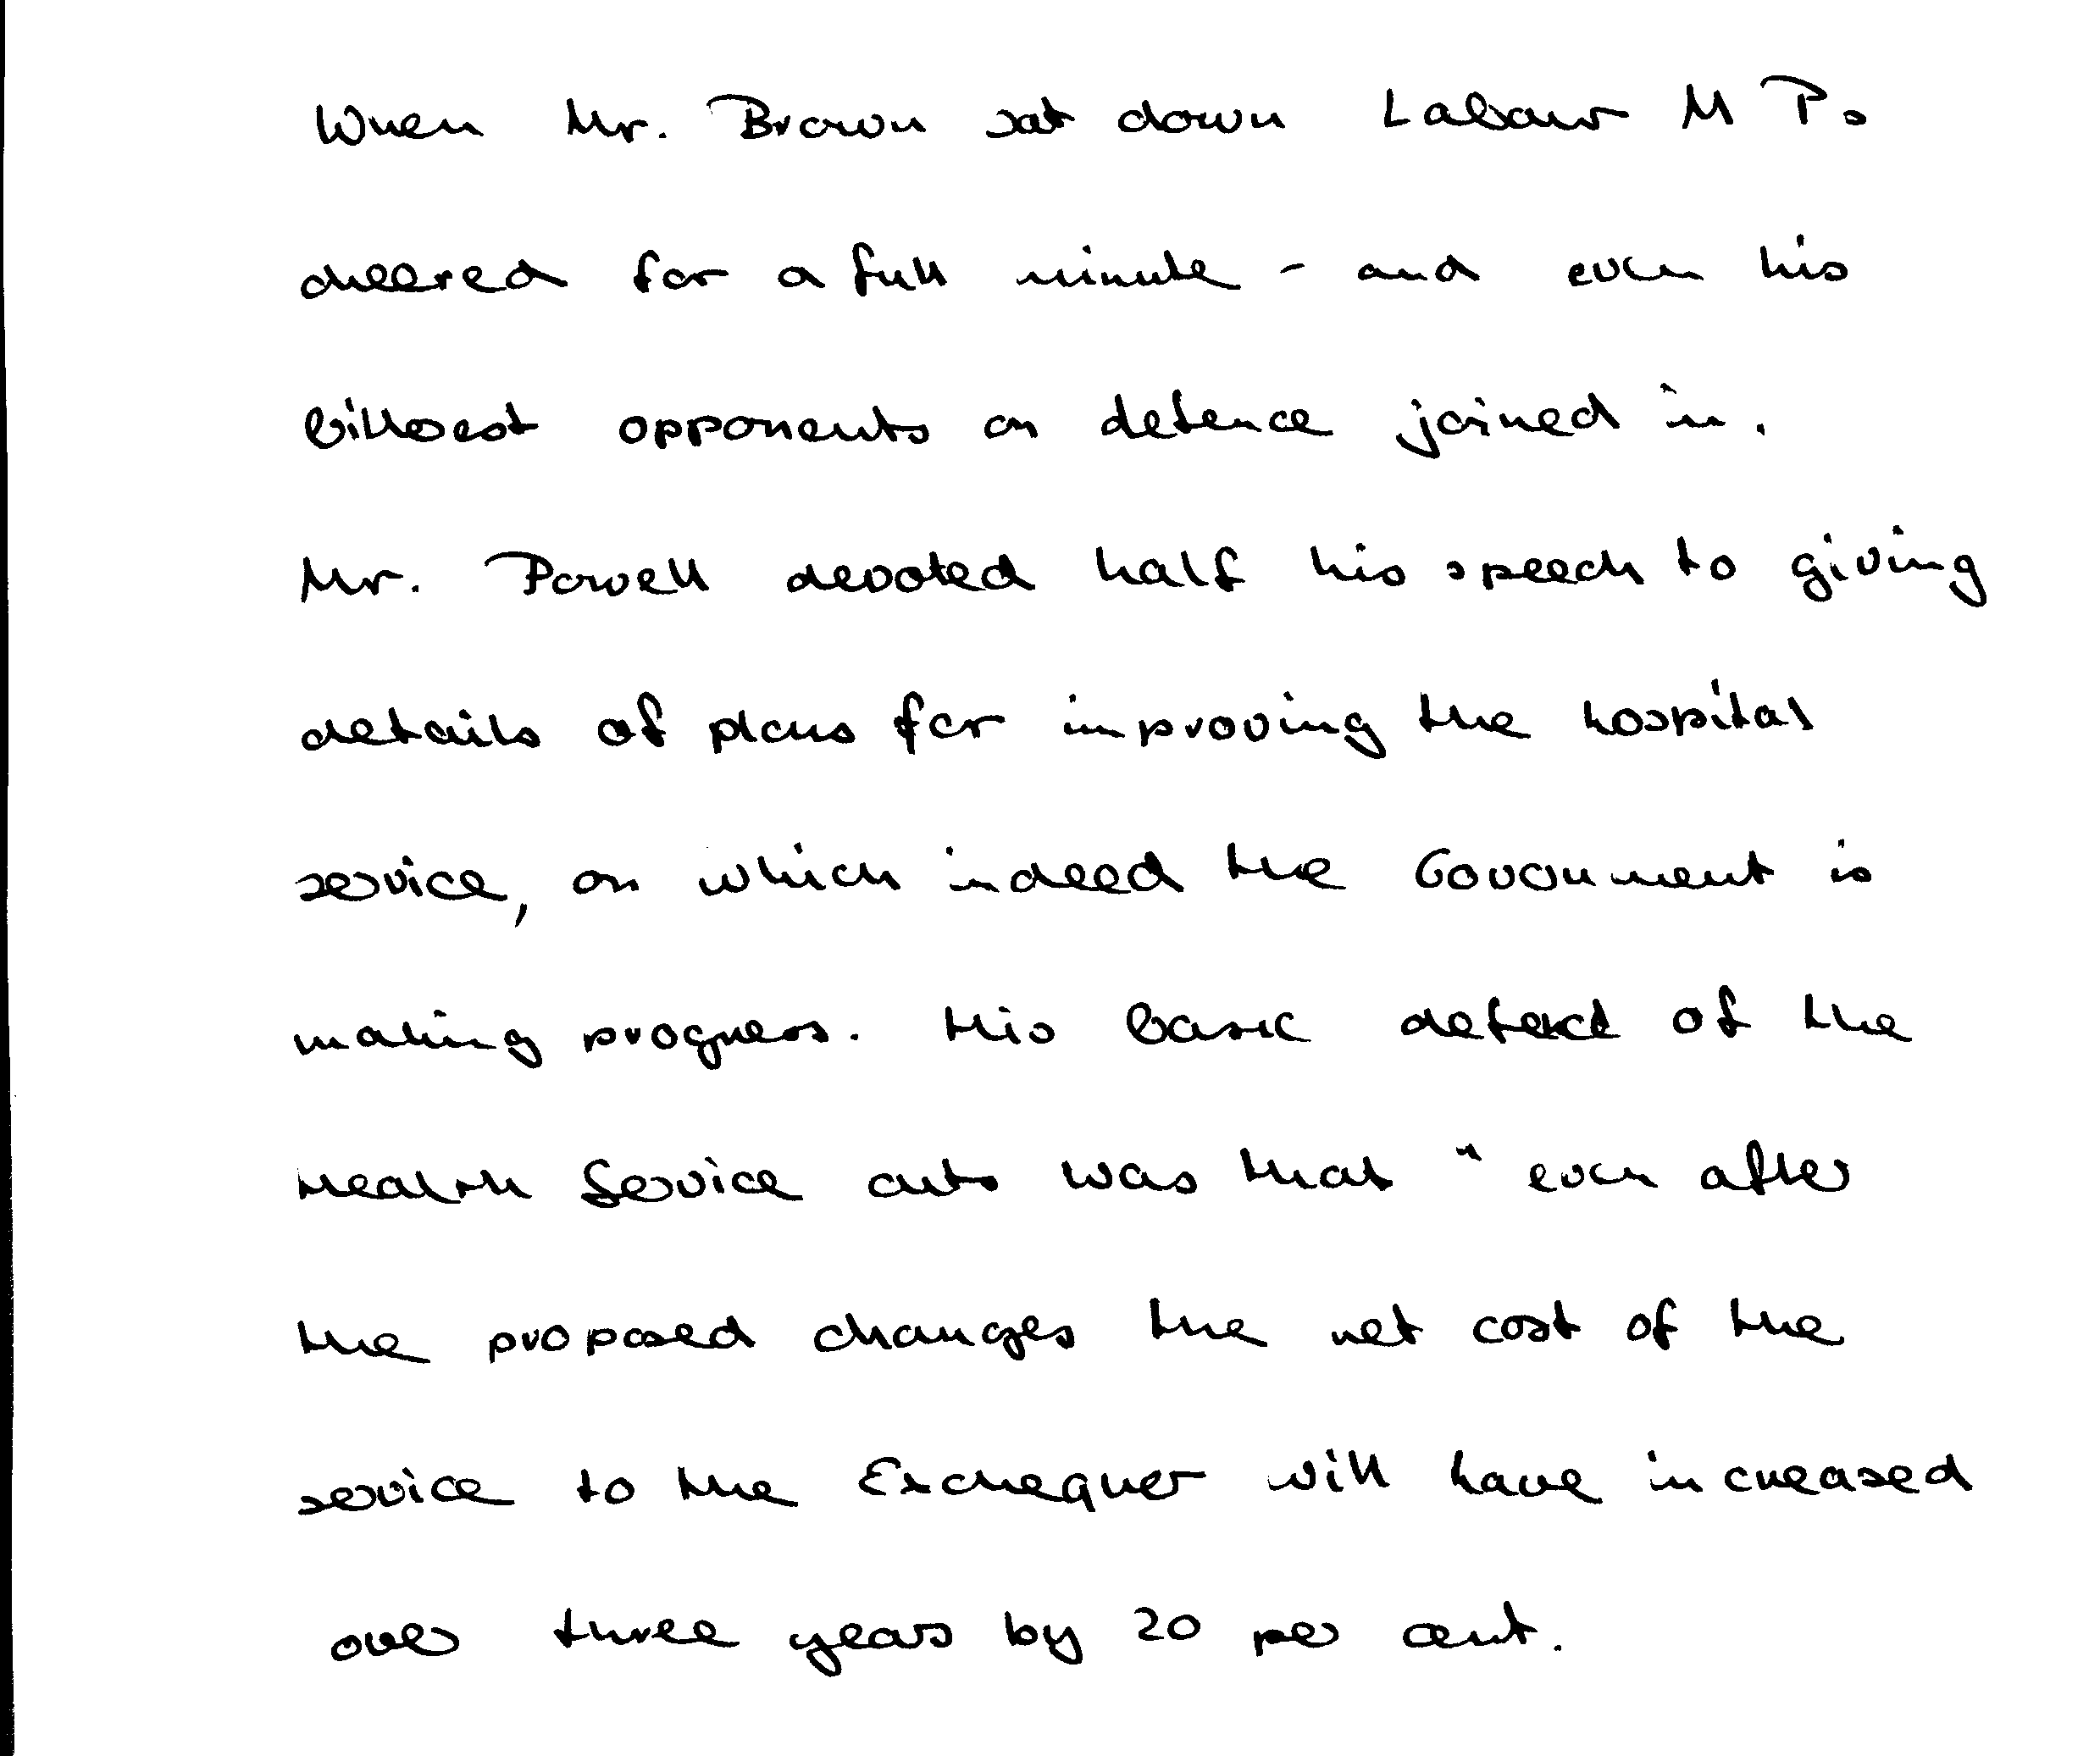 When Mr. Brown sat down Labour M Ps
cheered for a full minute - and even his
bitterest opponents on defence joined in.
Mr. Powell devoted half his speech to giving
details of plans for improving the hospital
service, on which indeed the Government is
making progress. His basic defect of the
Health Service cuts was that " even after
the proposed changes the net cost of the
service to the Exchequer will have increased
over three years by 20 per cent.